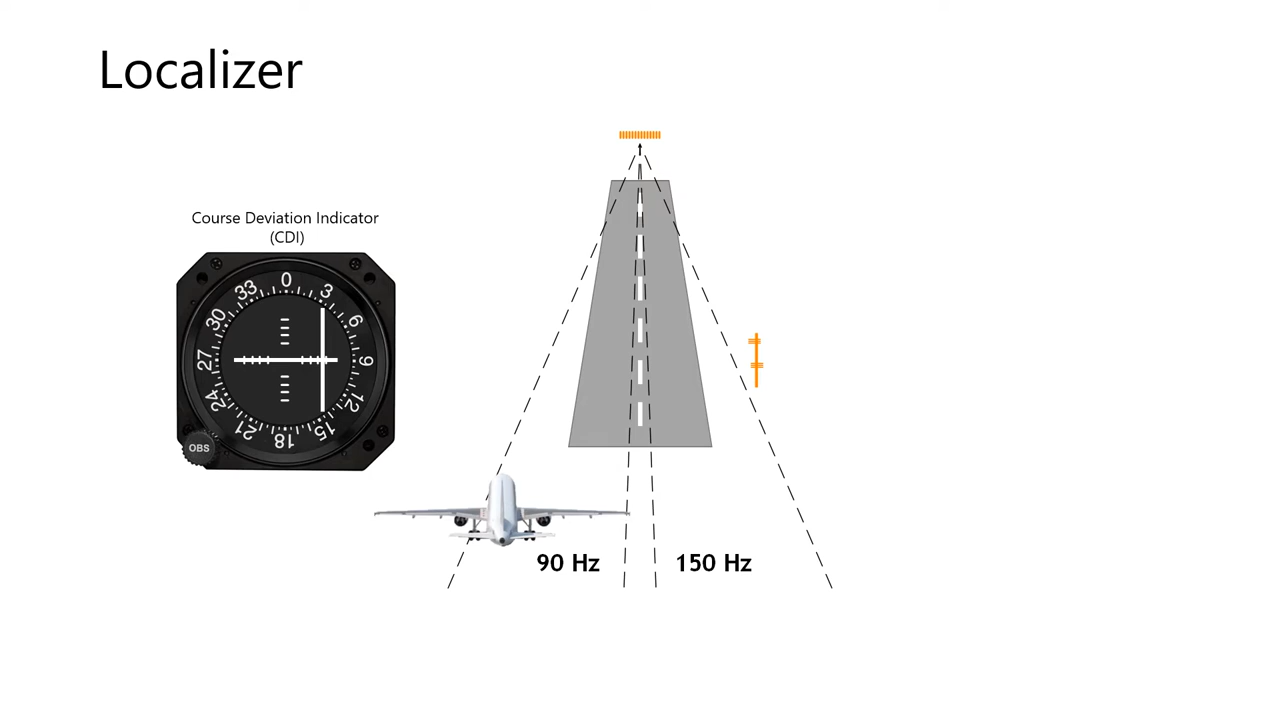 Localizer
Course Deviation Indicator
(CDI)
0
3
6
9
12
15
18
21
24
27
30
33
OBS
90 Hz
150 Hz